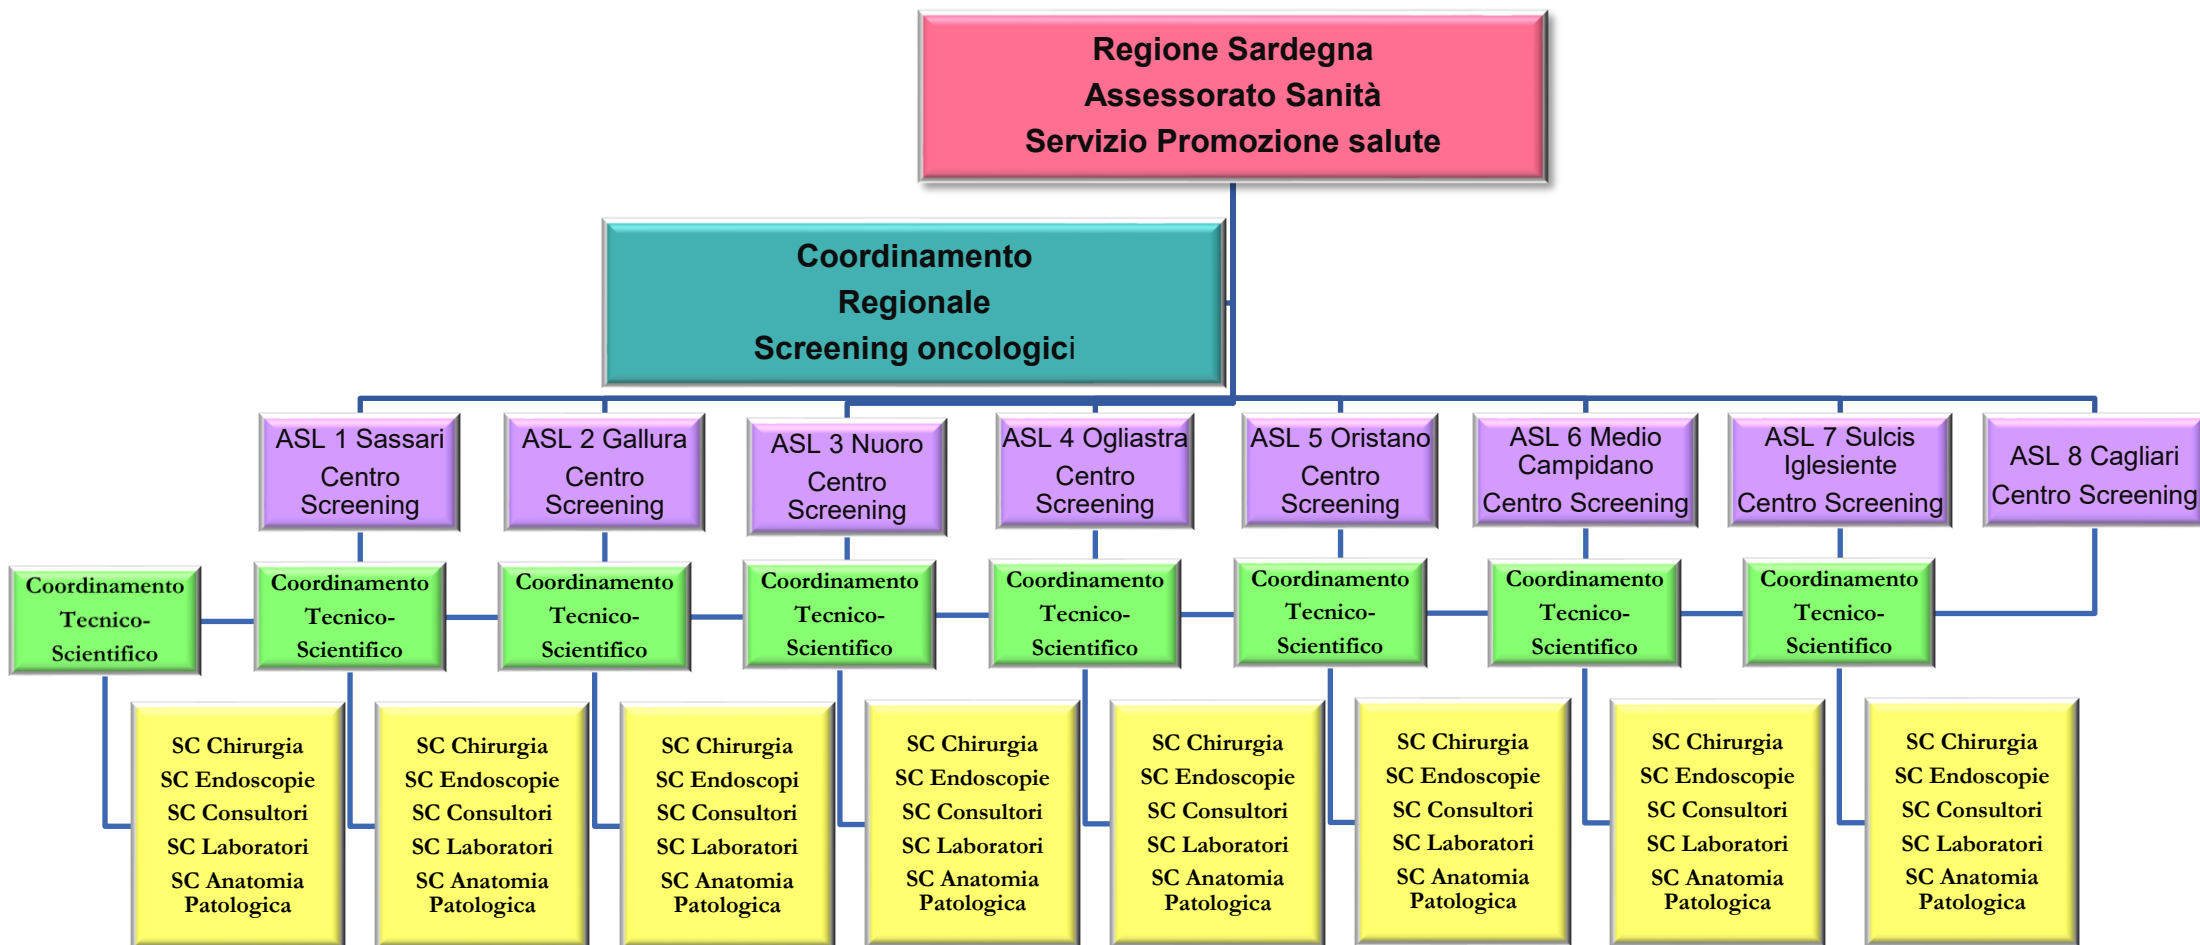 Regione Sardegna
Assessorato Sanità
Servizio Promozione salute
Coordinamento
Regionale
Screening oncologici
ASL 1 Sassari
Centro
Screening
ASL 2 Gallura
Centro
Screening
ASL 3 Nuoro
Centro
Screening
ASL 4 Ogliastra
Centro
Screening
ASL 5 Oristano
Centro
Screening
ASL 6 Medio
Campidano
Centro Screening
ASL 7 Sulcis
Iglesiente
Centro Screening
ASL 8 Cagliari
Centro Screening
Coordinamento
Tecnico-
Scientifico
Coordinamento
Tecnico-
Scientifico
Coordinamento
Tecnico-
Scientifico
Coordinamento
Tecnico-
Scientifico
Coordinamento
Tecnico-
Scientifico
Coordinamento
Tecnico-
Scientifico
Coordinamento
Tecnico-
Scientifico
Coordinamento
Tecnico-
Scientifico
SC Chirurgia
SC Endoscopie
SC Consultori
SC Laboratori
SC Anatomia
Patologica
SC Chirurgia
SC Endoscopie
SC Consultori
SC Laboratori
SC Anatomia
Patologica
SC Chirurgia
SC Endoscopi
SC Consultori
SC Laboratori
SC Anatomia
Patologica
SC Chirurgia
SC Endoscopie
SC Consultori
SC Laboratori
SC Anatomia
Patologica
SC Chirurgia
SC Endoscopie
SC Consultori
SC Laboratori
SC Anatomia
Patologica
SC Chirurgia
SC Endoscopie
SC Consultori
SC Laboratori
SC Anatomia
Patologica
SC Chirurgia
SC Endoscopie
SC Consultori
SC Laboratori
SC Anatomia
Patologica
SC Chirurgia
SC Endoscopie
SC Consultori
SC Laboratori
SC Anatomia
Patologica